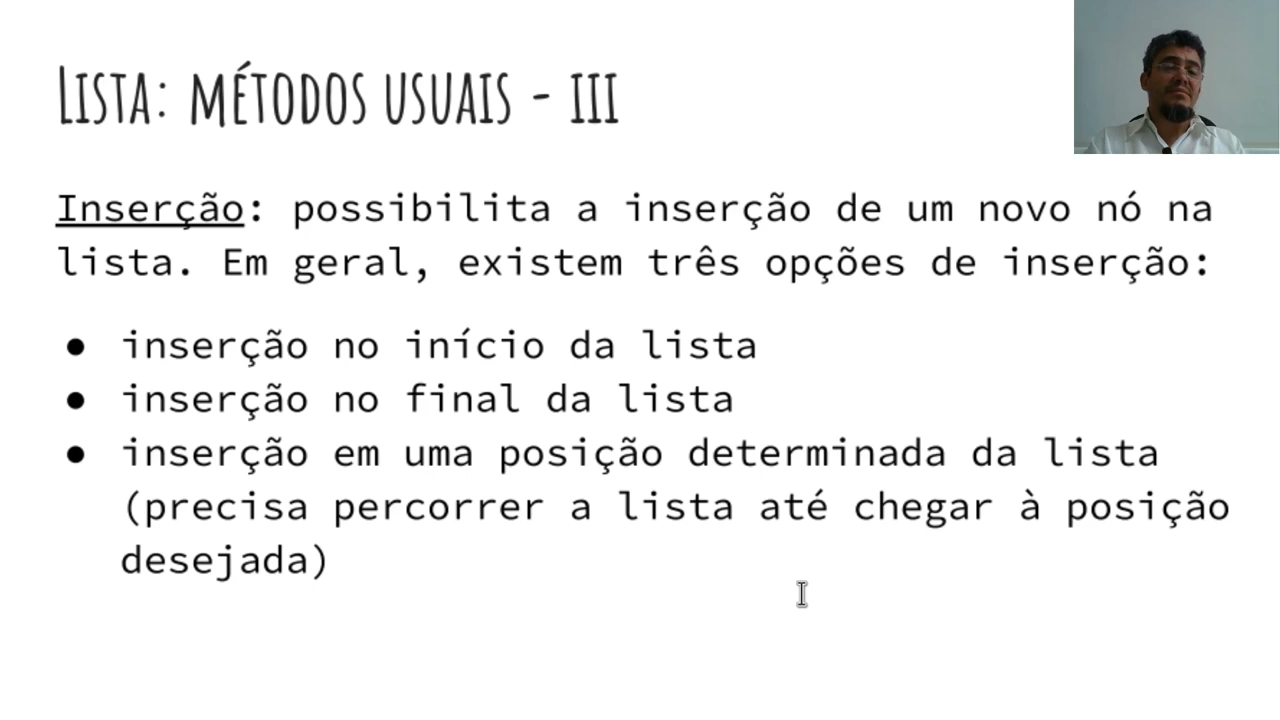 Lista: métodos usuais - III
Inserção: possibilita a inserção de um novo nó na
lista. Em geral, existem três opções de inserção:
● inserção no início da lista
● inserção no final da lista
● inserção em uma posição determinada da lista
(precisa percorrer a lista até chegar à posição
desejada)